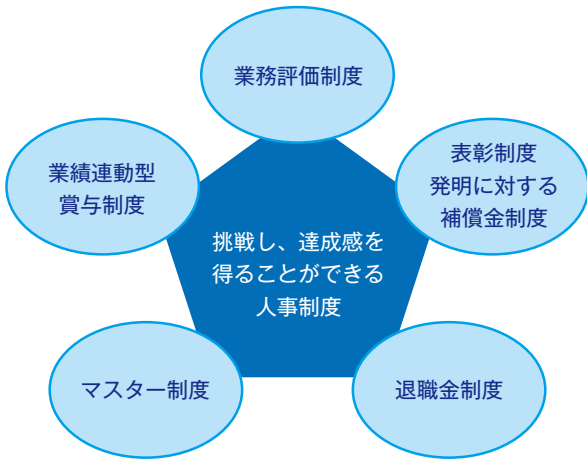 業務評価制度
業績連動型
賞与制度
表彰制度
発明に対する
補償金制度
挑戦し、達成感を
得ることができる
人事制度
マスター制度
退職金制度